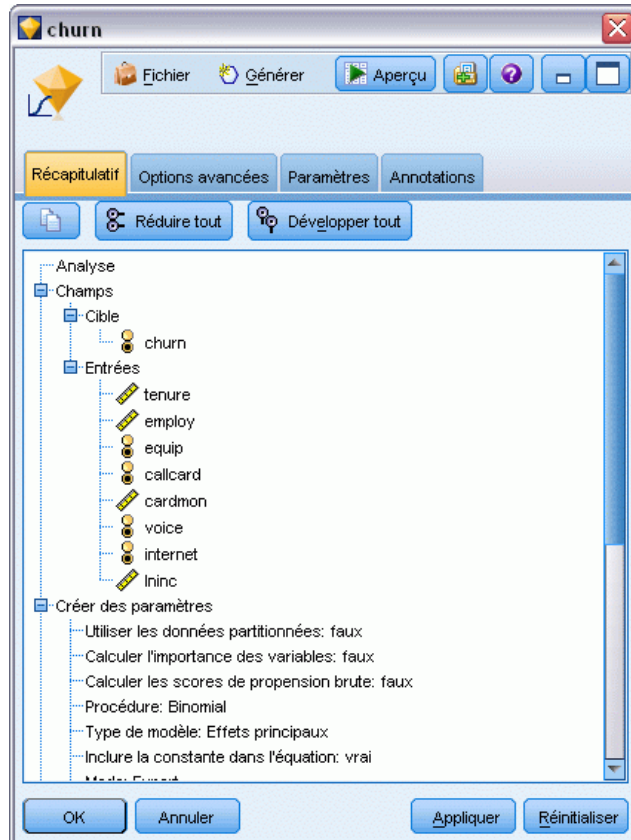 churn
Fichier Générer Aperçu
Récapitulatif Options avancées Paramètres Annotations
Réduire tout Développer tout
Analyse
Champs
Cible
churn
Entrées
tenure
employ
equip
callcard
cardmon
voice
internet
lninc
Créer des paramètres
Utiliser les données partitionnées: faux
Calculer l'importance des variables: faux
Calculer les scores de propension brute: faux
Procédure: Binomial
Type de modèle: Effets principaux
Inclure la constante dans l'équation: vrai
Mode: Expert
OK Annuler Appliquer Réinitialiser